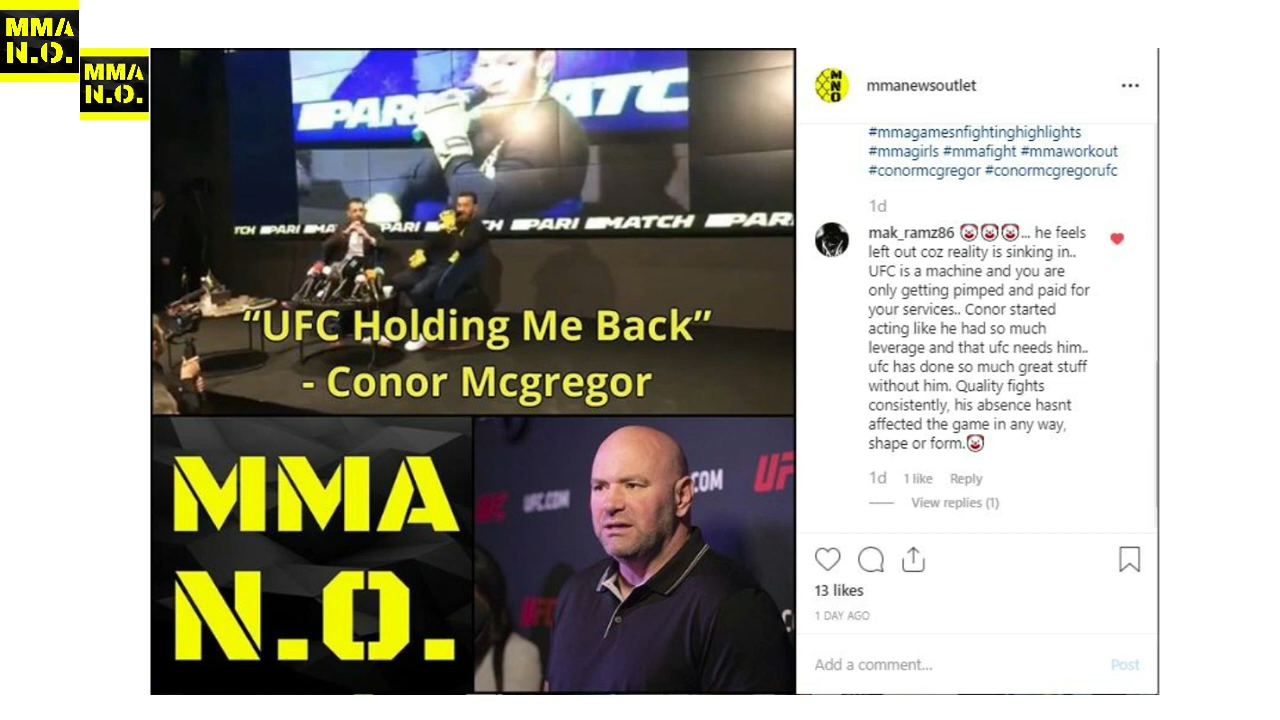 MMA
N.O.
MMA
N.O.
PARI MATCH
PARI MATCH PARI MATCH PARI
"UFC Holding Me Back"
- Conor Mcgregor
MMA
N.O.
UFC.COM
.COM
UF
UFC
M
N
O
mmanewsoutlet
#mmagamesnfightinghighlights
#mmagirls #mmafight #mmaworkout
#conormcgregor #conormcgregorufc
1d
mak_ramz86 🤡🤡🤡... he feels
left out coz reality is sinking in..
UFC is a machine and you are
only getting pimped and paid for
your services.. Conor started
acting like he had so much
leverage and that ufc needs him..
ufc has done so much great stuff
without him. Quality fights
consistently, his absence hasnt
affected the game in any way,
shape or form.🤡
1d 1 like Reply
View replies (1)
13 likes
1 DAY AGO
Add a comment... Post